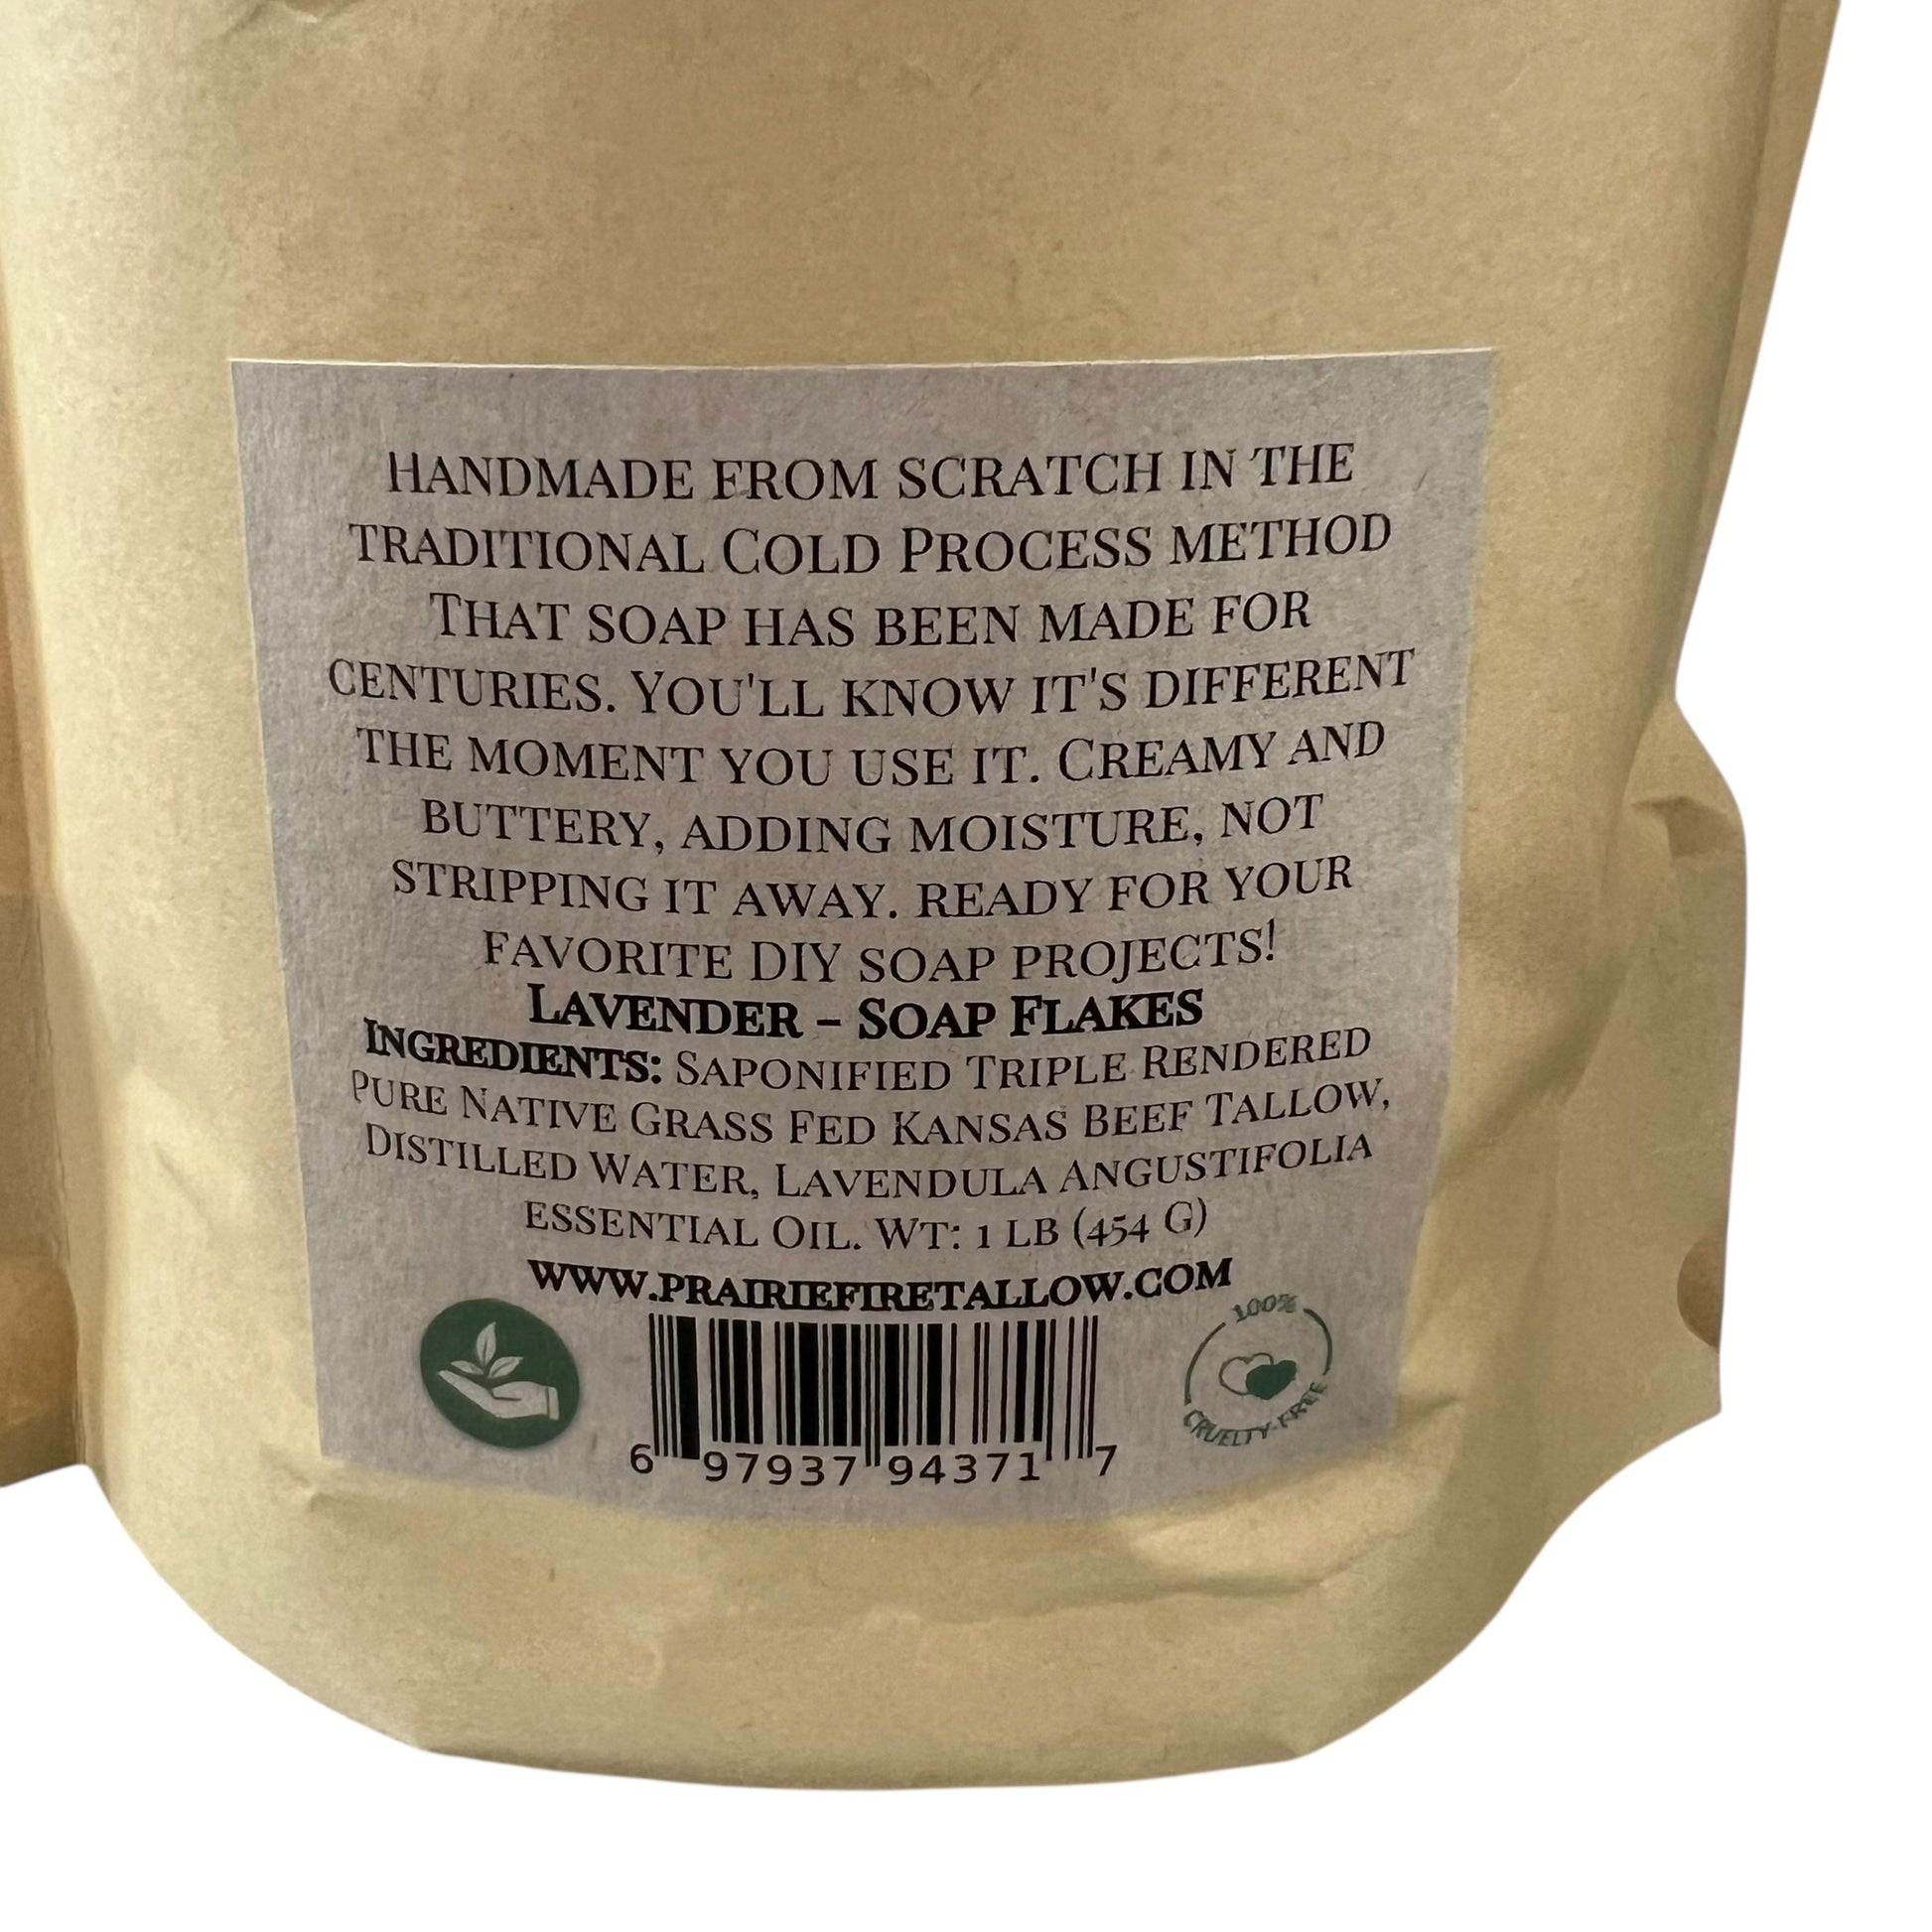 HANDMADE FROM SCRATCH IN THE
TRADITIONAL COLD PROCESS METHOD
THAT SOAP HAS BEEN MADE FOR
CENTURIES. YOU'LL KNOW IT'S DIFFERENT
THE MOMENT YOU USE IT. CREAMY AND
BUTTERY, ADDING MOISTURE, NOT
STRIPPING IT AWAY. READY FOR YOUR
FAVORITE DIY SOAP PROJECTS!
LAVENDER - SOAP FLAKES
INGREDIENTS: SAPONIFIED TRIPLE RENDERED
PURE NATIVE GRASS FED KANSAS BEEF TALLOW,
DISTILLED WATER, LAVENDULA ANGUSTIFOLIA
ESSENTIAL OIL. WT: 1 LB (454 G)
WWW.PRAIRIEFIRETALLOW.COM
100%
CRUELTY-FREE
6 97937 94371 7